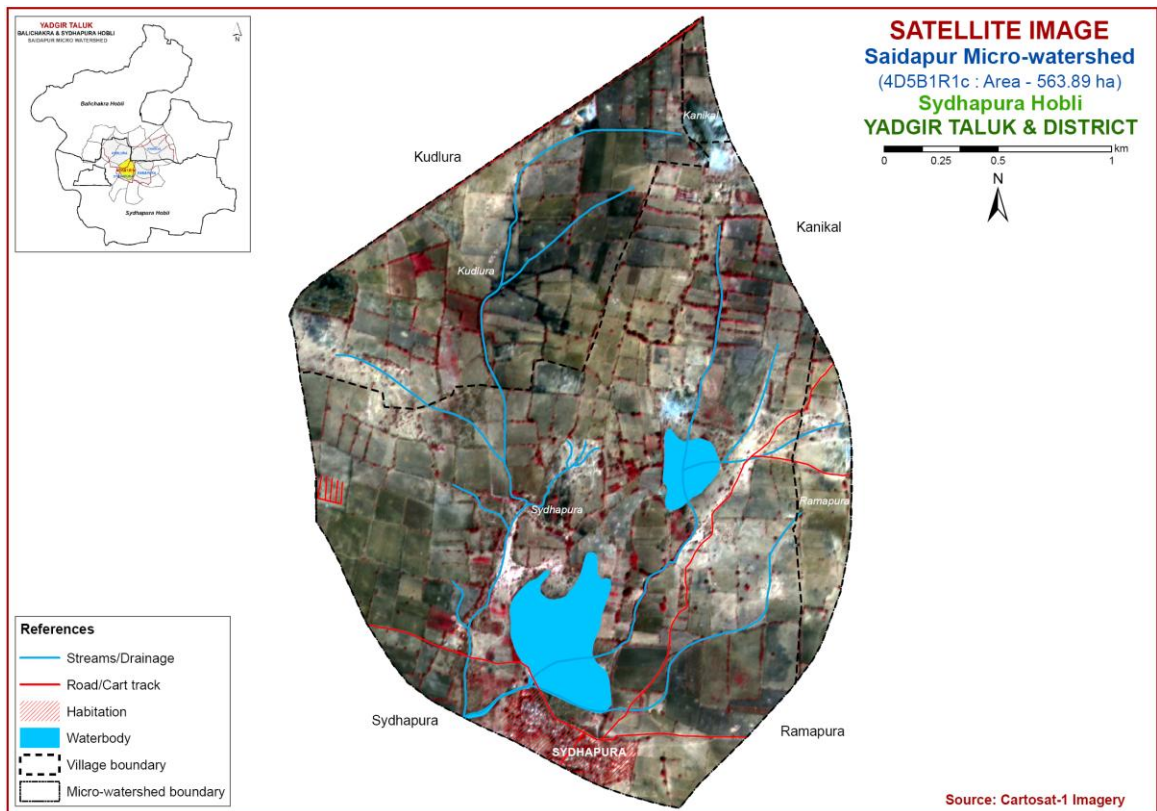 YADGIR TALUK
BALICHAKRA & SYDHAPURA HOBLI
SAIDAPUR MICRO WATERSHED
N
Balichakra Hobli
Sydhapura Hobli
SATELLITE IMAGE
Saidapur Micro-watershed
(4D5B1R1c : Area - 563.89 ha)
Sydhapura Hobli
YADGIR TALUK & DISTRICT
km
0 0.25 0.5 1
N
Kanikal
Kudlura
Kanikal
Kudlura
Sydhapura
Ramapura
Sydhapura
Ramapura
SYDHAPURA
References
Streams/Drainage
Road/Cart track
Habitation
Waterbody
Village boundary
Micro-watershed boundary
Source: Cartosat-1 Imagery